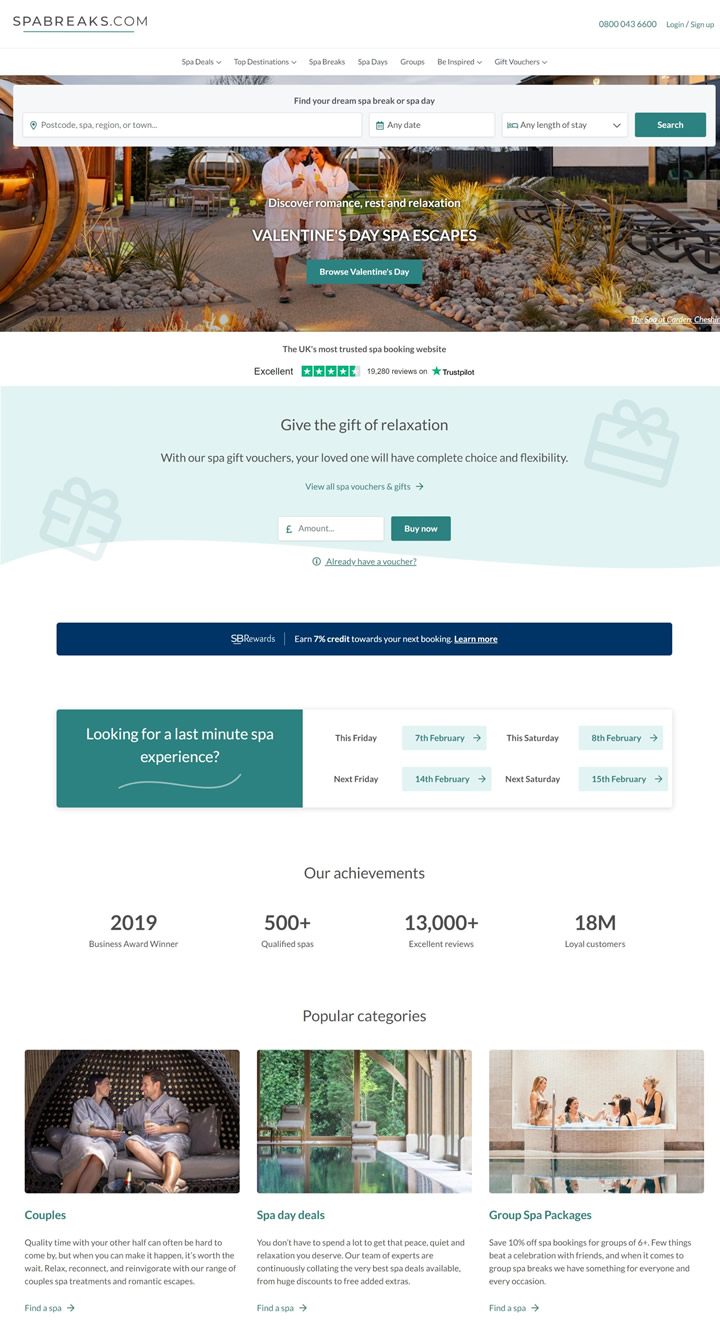 SPABREAKS.COM
0800 043 6600 Login / Sign up
Spa Deals Top Destinations Spa Breaks Spa Days Groups Be Inspired Gift Vouchers
Find your dream spa break or spa day
Postcode, spa, region, or town... Any date Any length of stay Search
Discover romance, rest and relaxation
VALENTINE'S DAY SPA ESCAPES
Browse Valentine's Day
The Spa at Carden, Cheshir
The UK's most trusted spa booking website
Excellent 19,280 reviews on Trustpilot
Give the gift of relaxation
With our spa gift vouchers, your loved one will have complete choice and flexibility.
View all spa vouchers & gifts →
£ Amount... Buy now
Already have a voucher?
SBRewards Earn 7% credit towards your next booking. Learn more
Looking for a last minute spa
experience?
This Friday 7th February → This Saturday 8th February →
Next Friday 14th February → Next Saturday 15th February →
Our achievements
2019 500+ 13,000+ 18M
Business Award Winner Qualified spas Excellent reviews Loyal customers
Popular categories
Couples
Quality time with your other half can often be hard to
come by, but when you can make it happen, it's worth the
wait. Relax, reconnect, and reinvigorate with our range of
couples spa treatments and romantic escapes.
Find a spa →
Spa day deals
You don't have to spend a lot to get that peace, quiet and
relaxation you deserve. Our team of experts are
continuously collating the very best spa deals available,
from huge discounts to free added extras.
Find a spa →
Group Spa Packages
Save 10% off spa bookings for groups of 6+. Few things
beat a celebration with friends, and when it comes to
group spa breaks we have something for everyone and
every occasion.
Find a spa →